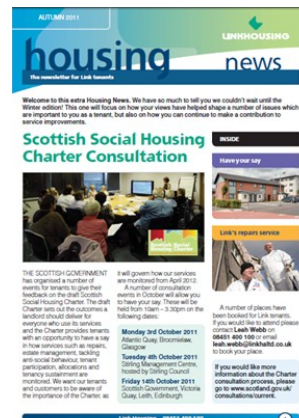 AUTUMN 2011
LINKHOUSING
housing
news
The newsletter for Link tenants
Welcome to this extra Housing News. We have so much to tell you we couldn't wait until the
Winter edition! This one will focus on how your views have helped shape a number of issues which
are important to you as a tenant, but also on how you can continue to make a contribution to
service improvements.
Scottish Social Housing
Charter Consultation
Scottish Social
Housing
Charter
THE SCOTTISH GOVERNMENT
has organised a number of
events for tenants to give their
feedback on the draft Scottish
Social Housing Charter. The draft
Charter sets out the outcomes a
landlord should deliver for
everyone who use its services
and the Charter provides tenants
with an opportunity to have a say
in how services such as repairs,
estate management, tackling
anti-social behaviour, tenant
participation, allocations and
tenancy sustainment are
monitored. We want our tenants
and customers to be aware of
the importance of the Charter, as
it will govern how our services
are monitored from April 2012.
A number of consultation
events in October will allow you
to have your say. These will be
held from 10am – 3.30pm on the
following dates:
Monday 3rd October 2011
Atlantic Quay, Broomielaw,
Glasgow
Tuesday 4th October 2011
Stirling Management Centre,
hosted by Stirling Council
Friday 14th October 2011
Scottish Government, Victoria
Quay, Leith, Edinburgh
INSIDE
Have your say
Link's repairs service
A number of places have
been booked for Link tenants.
If you would like to attend please
contact Leah Webb on
08451 400 100 or email
leah.webb@linkhaltd.co.uk
to book your place.
If you would like more
information about the Charter
consultation process, please
go to www.scotland.gov.uk/
consultations/current.